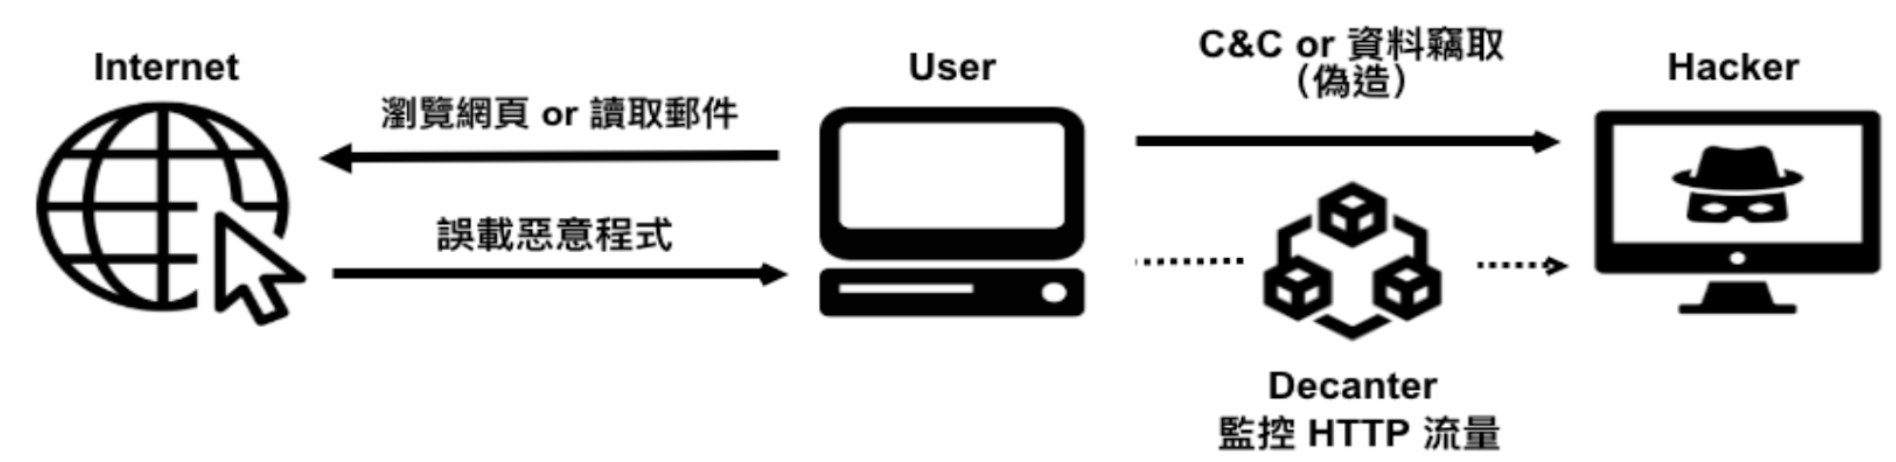 Internet
瀏覽網頁 or 讀取郵件
誤載惡意程式
User
C&C or 資料竊取
(偽造)
Hacker
Decanter
監控 HTTP 流量